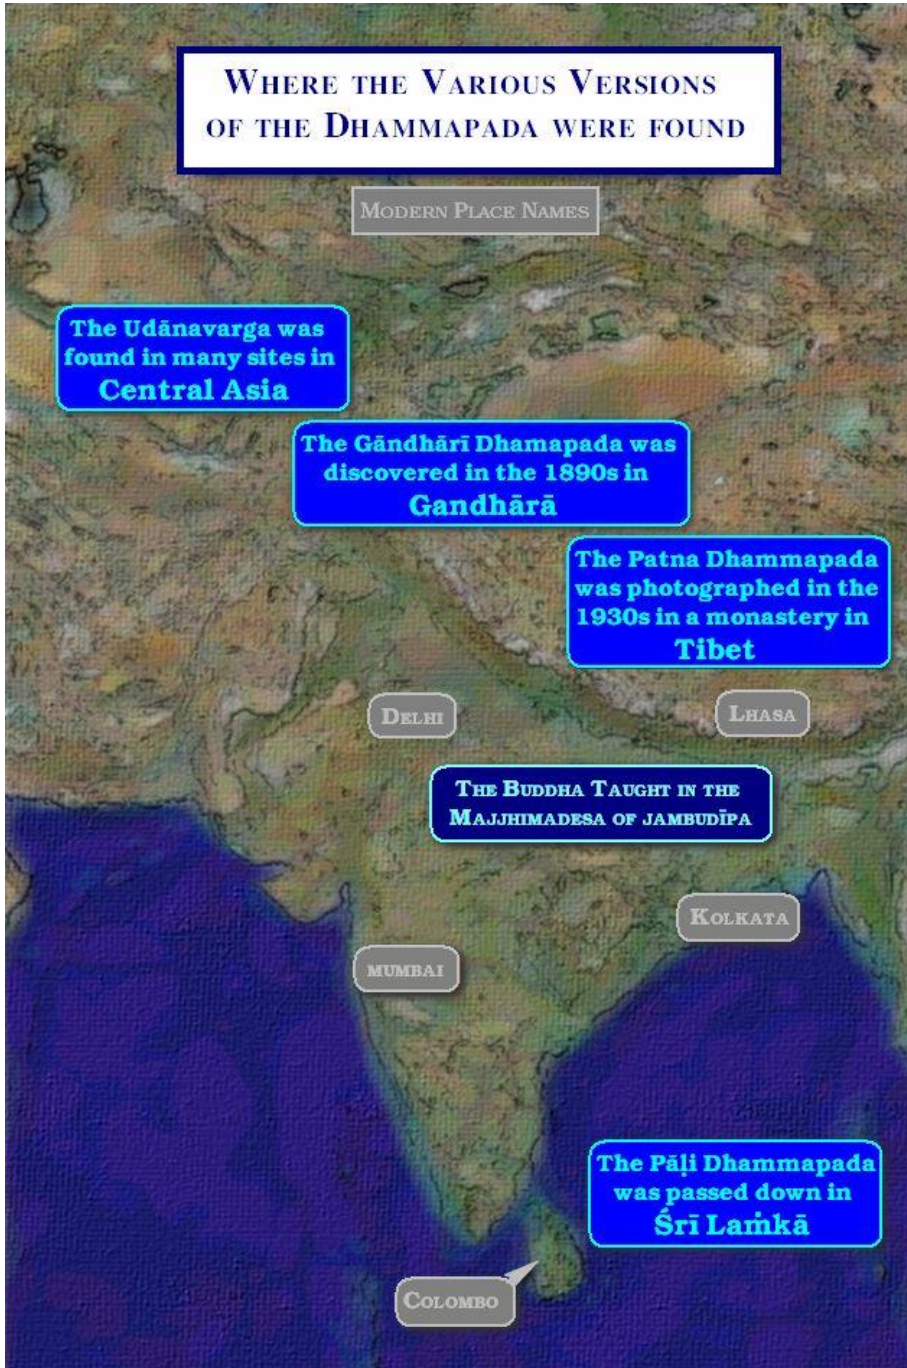 WHERE THE VARIOUS VERSIONS
OF THE DHAMMAPADA WERE FOUND
MODERN PLACE NAMES
The Udānavarga was
found in many sites in
Central Asia
The Gāndhārī Dhamapada was
discovered in the 1890s in
Gandhārā
The Patna Dhammapada
was photographed in the
1930s in a monastery in
Tibet
DELHI
LHASA
THE BUDDHA TAUGHT IN THE
MAJJHIMADESA OF JAMBUDĪPA
KOLKATA
MUMBAI
The Pāḷi Dhammapada
was passed down in
Śrī Laṁkā
COLOMBO